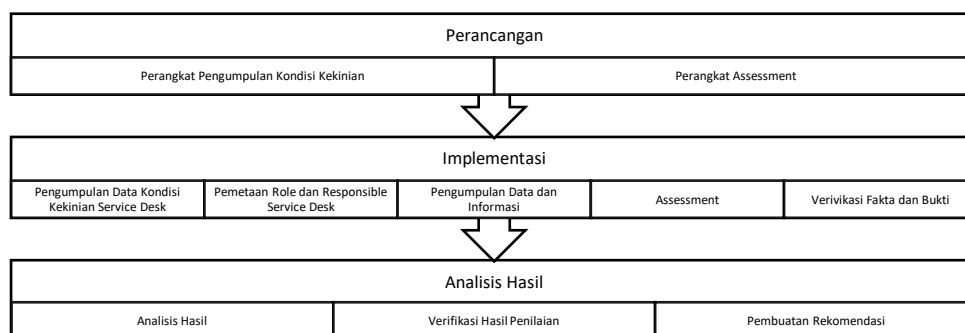 Perancangan
Perangkat Pengumpulan Kondisi Kekinian
Perangkat Assessment
Implementasi
Pengumpulan Data Kondisi
Kekinian Service Desk
Pemetaan Role dan Responsible
Service Desk
Pengumpulan Data dan
Informasi
Assessment
Verivikasi Fakta dan Bukti
Analisis Hasil
Analisis Hasil
Verifikasi Hasil Penilaian
Pembuatan Rekomendasi